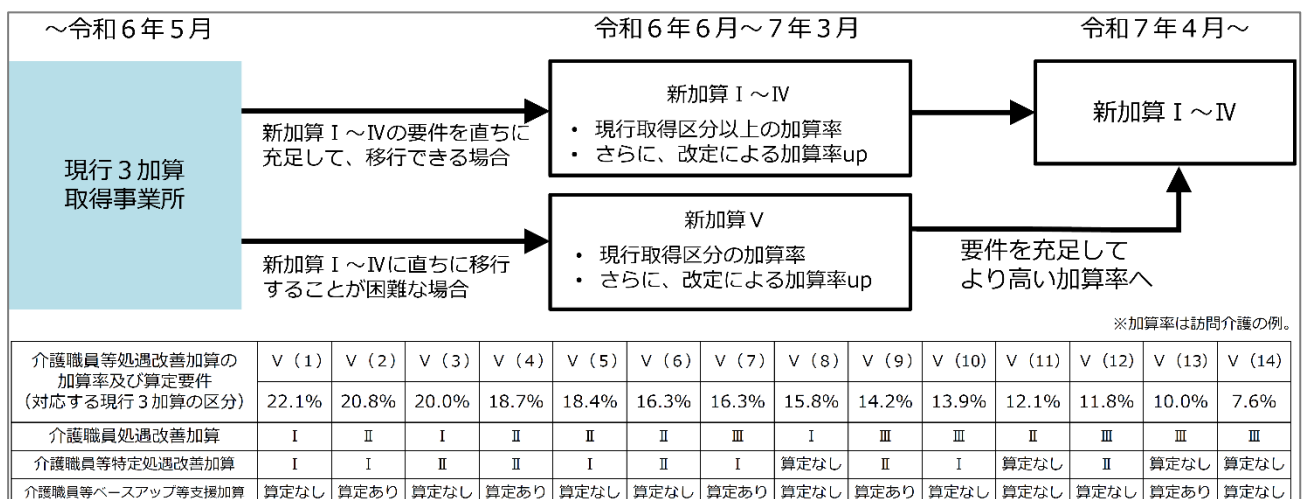 ～令和６年５月
令和６年６月～７年３月
令和７年４月～
現行３加算
取得事業所
新加算Ⅰ～Ⅳの要件を直ちに
充足して、移行できる場合
新加算Ⅰ～Ⅳ
• 現行取得区分以上の加算率
• さらに、改定による加算率up
新加算Ⅰ～Ⅳ
新加算Ⅰ～Ⅳに直ちに移行
することが困難な場合
新加算Ⅴ
• 現行取得区分の加算率
• さらに、改定による加算率up
要件を充足して
より高い加算率へ
※加算率は訪問介護の例。
介護職員等処遇改善加算の
加算率及び算定要件
（対応する現行３加算の区分）
Ⅴ（1） Ⅴ（2） Ⅴ（3） Ⅴ（4） Ⅴ（5） Ⅴ（6） Ⅴ（7） Ⅴ（8） Ⅴ（9） Ⅴ（10） Ⅴ（11） Ⅴ（12） Ⅴ（13） Ⅴ（14）
22.1% 20.8% 20.0% 18.7% 18.4% 16.3% 16.3% 15.8% 14.2% 13.9% 12.1% 11.8% 10.0% 7.6%
介護職員処遇改善加算 Ⅰ Ⅱ Ⅰ Ⅱ Ⅱ Ⅱ Ⅲ Ⅰ Ⅲ Ⅲ Ⅱ Ⅲ Ⅲ Ⅲ
介護職員等特定処遇改善加算 Ⅰ Ⅰ Ⅱ Ⅱ Ⅰ Ⅱ Ⅰ 算定なし Ⅱ Ⅰ 算定なし Ⅱ 算定なし 算定なし
介護職員等ベースアップ等支援加算 算定なし 算定あり 算定なし 算定あり 算定なし 算定なし 算定あり 算定なし 算定あり 算定なし 算定なし 算定なし 算定あり 算定なし